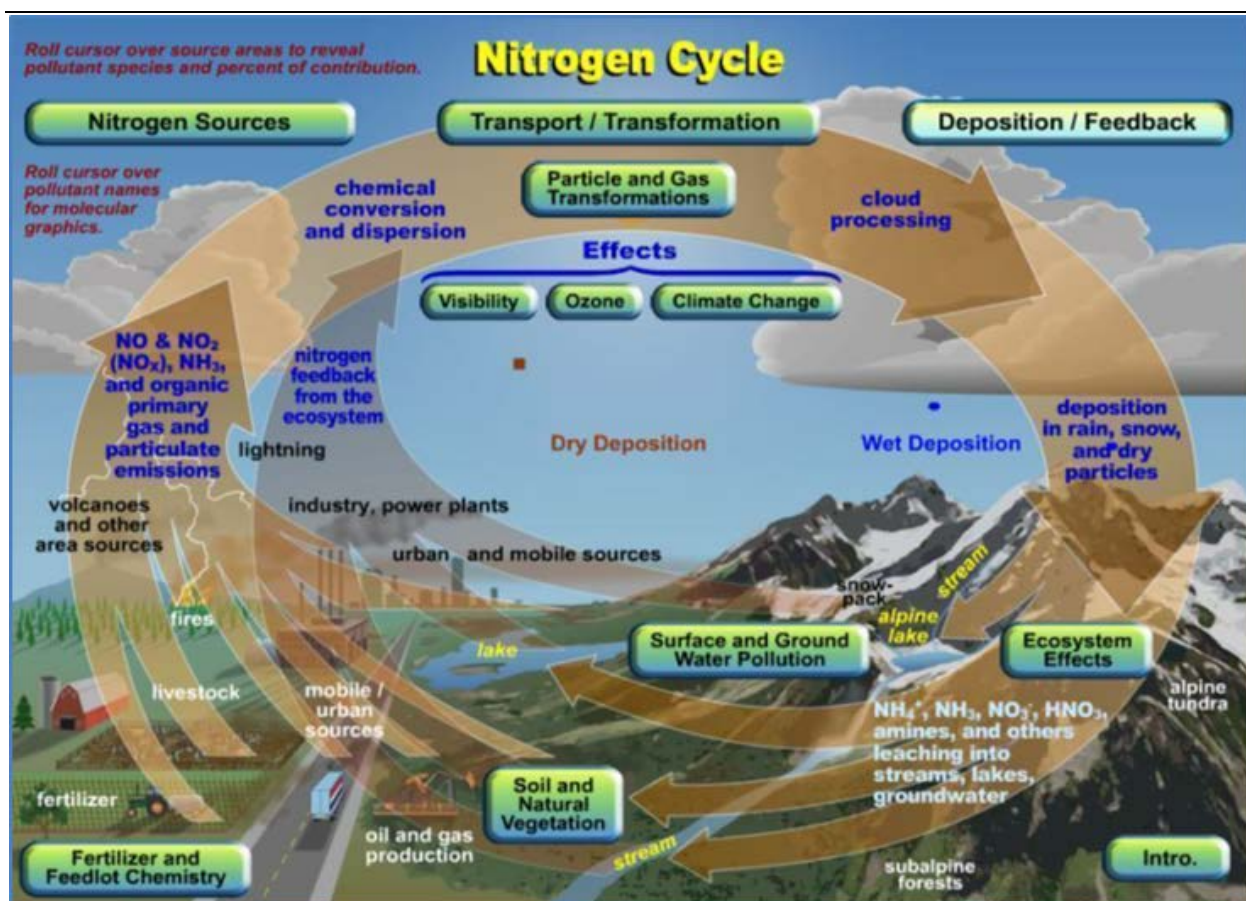 Roll cursor over source areas to reveal
pollutant species and percent of contribution.
Nitrogen Cycle
Nitrogen Sources
Transport / Transformation
Deposition / Feedback
Roll cursor over
pollutant names
for molecular
graphics.
chemical
conversion
and dispersion
Particle and Gas
Transformations
cloud
processing
Effects
Visibility
Ozone
Climate Change
NO & NO₂
(NOₓ), NH₃,
and organic
primary
gas and
particulate
emissions
nitrogen
feedback
from the
ecosystem
lightning
Dry Deposition
Wet Deposition
deposition
in rain, snow,
and dry
particles
volcanoes
and other
area sources
industry, power plants
urban and mobile sources
fires
snow-
pack
stream
alpine
lake
lake
Surface and Ground
Water Pollution
Ecosystem
Effects
livestock
mobile /
urban
sources
alpine
tundra
NH₄⁺, NH₃, NO₃⁻, HNO₃,
amines, and others
leaching into
streams, lakes,
groundwater
fertilizer
Soil and
Natural
Vegetation
oil and gas
production
stream
subalpine
forests
Fertilizer and
Feedlot Chemistry
Intro.